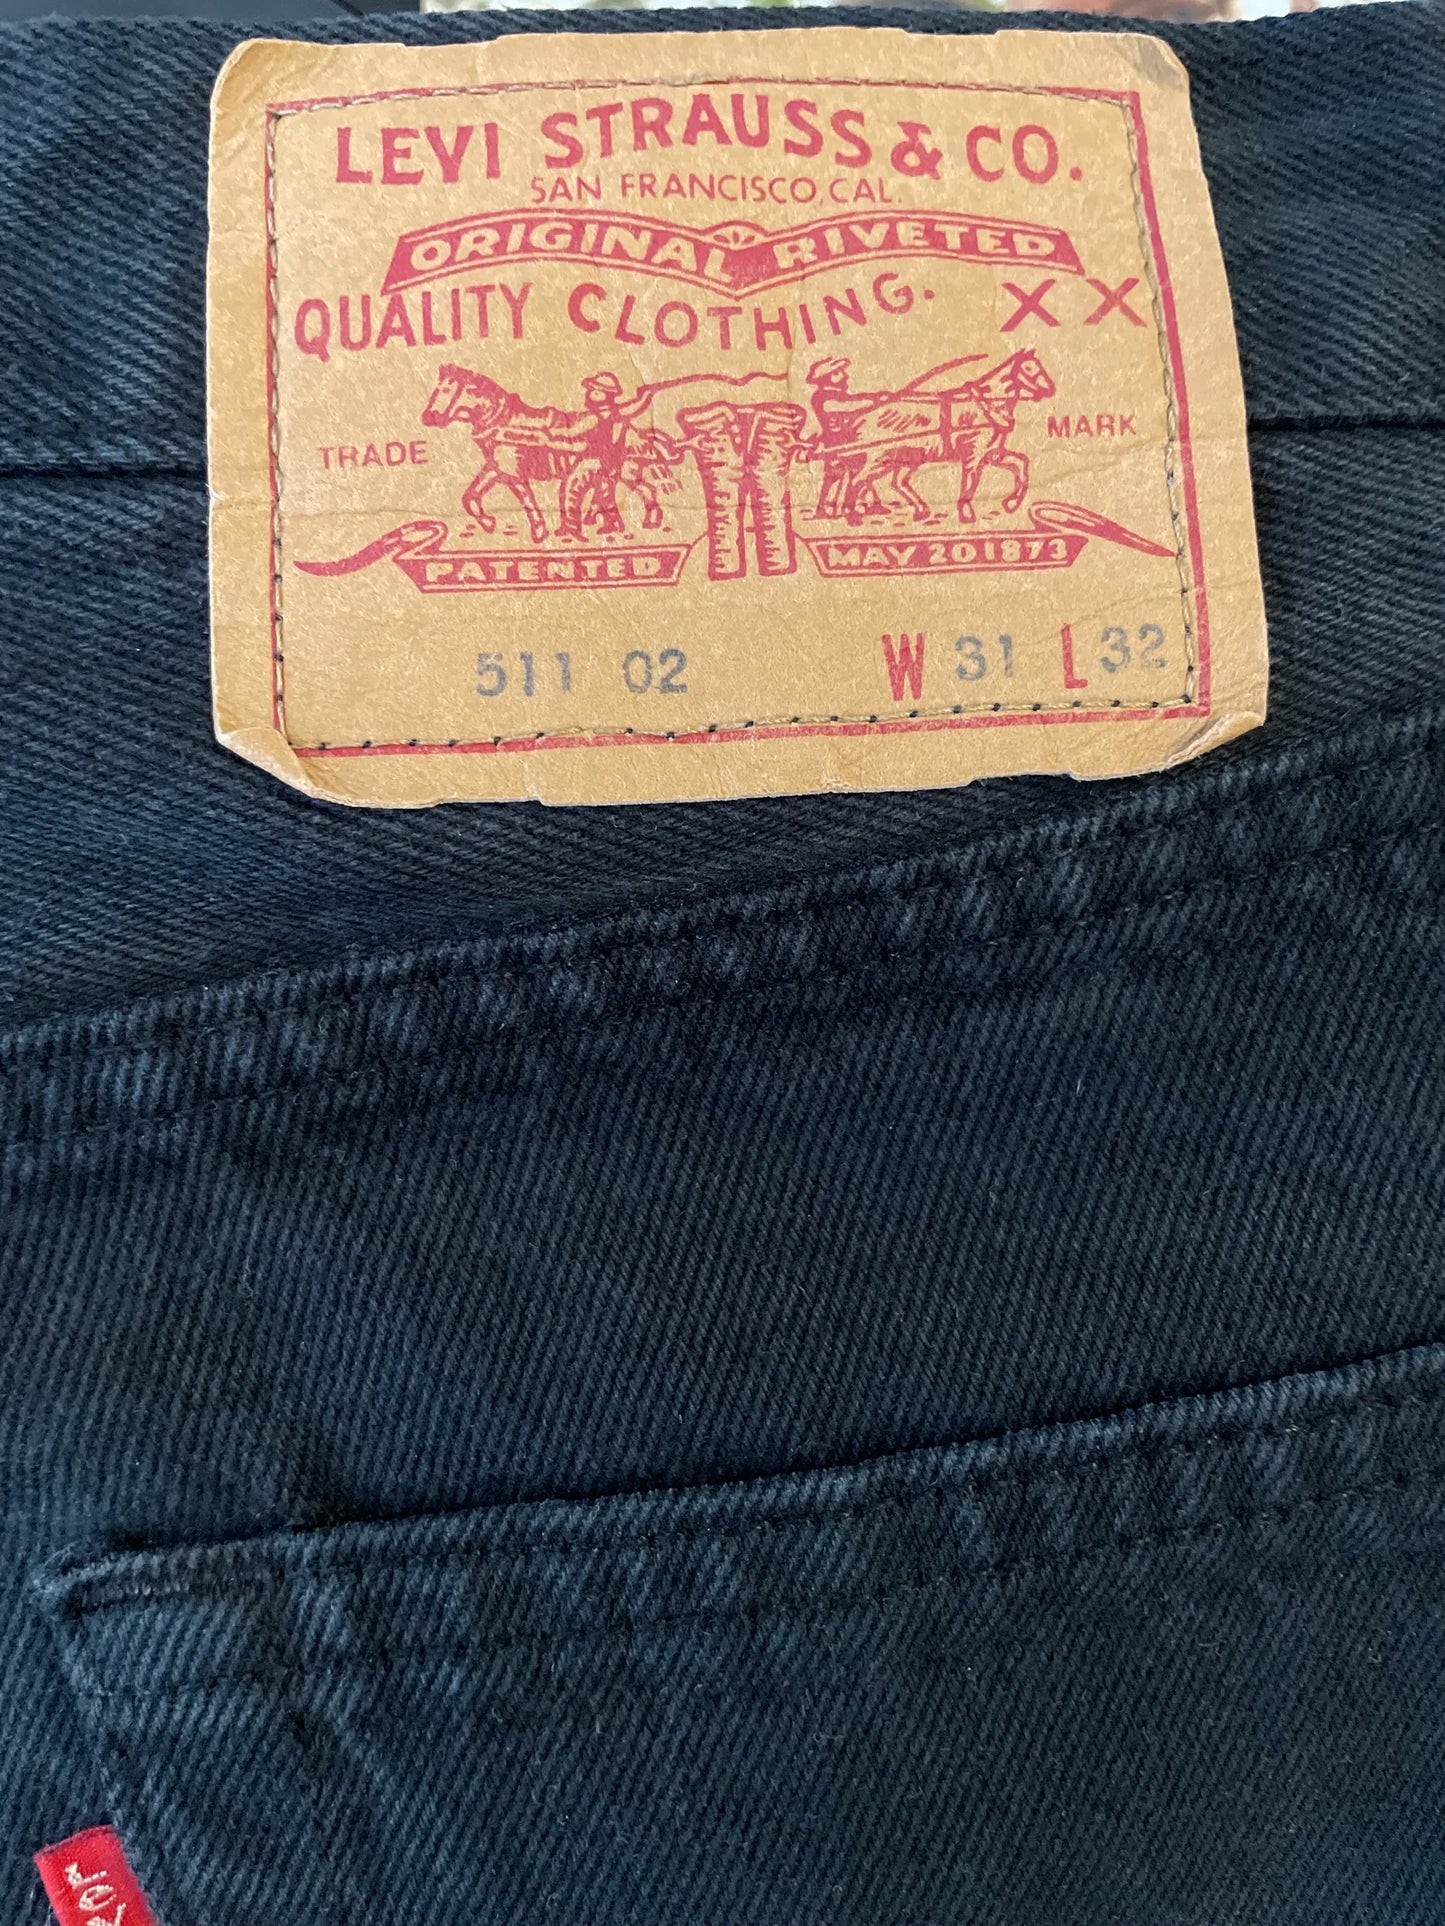 LEVI STRAUSS & CO.
SAN FRANCISCO, CAL.
ORIGINAL RIVETED
QUALITY CLOTHING. XX
TRADE MARK
PATENTED MAY 20 1873
511 02 W 31 L 32